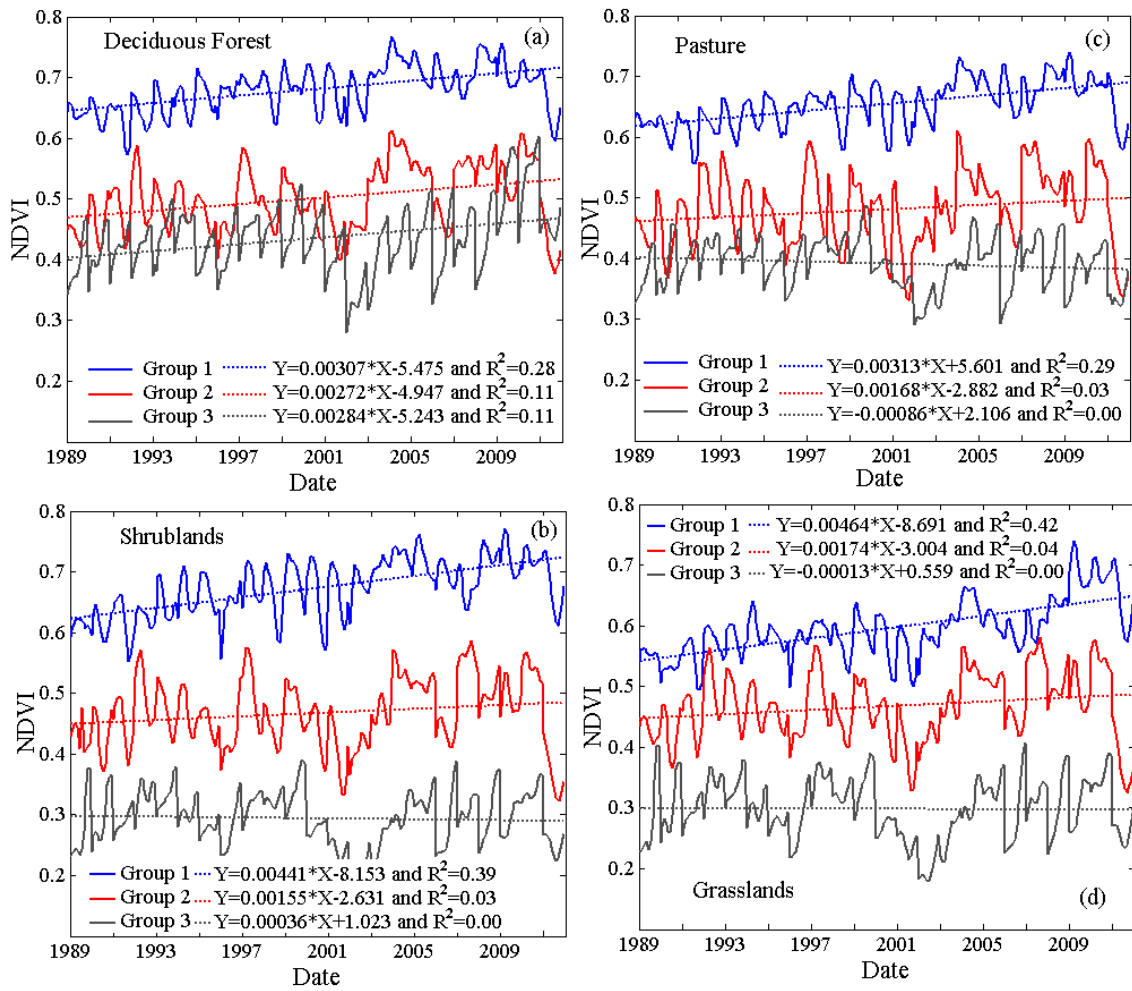 Deciduous Forest
(a)
0.8
0.7
0.6
0.5
0.4
0.3
0.2
NDVI
Group 1 Y=0.00307*X-5.475 and R²=0.28
Group 2 Y=0.00272*X-4.947 and R²=0.11
Group 3 Y=0.00284*X-5.243 and R²=0.11
1989 1993 1997 2001 2005 2009
Date
Pasture
(c)
0.8
0.7
0.6
0.5
0.4
0.3
0.2
NDVI
Group 1 Y=0.00313*X+5.601 and R²=0.29
Group 2 Y=0.00168*X-2.882 and R²=0.03
Group 3 Y=-0.00086*X+2.106 and R²=0.00
1989 1993 1997 2001 2005 2009
Date
Shrublands
(b)
0.8
0.7
0.6
0.5
0.4
0.3
0.2
NDVI
Group 1 Y=0.00441*X-8.153 and R²=0.39
Group 2 Y=0.00155*X-2.631 and R²=0.03
Group 3 Y=0.00036*X+1.023 and R²=0.00
1989 1993 1997 2001 2005 2009
Date
0.8
0.7
0.6
0.5
0.4
0.3
0.2
NDVI
Group 1 Y=0.00464*X-8.691 and R²=0.42
Group 2 Y=0.00174*X-3.004 and R²=0.04
Group 3 Y=-0.00013*X+0.559 and R²=0.00
Grasslands
(d)
1989 1993 1997 2001 2005 2009
Date